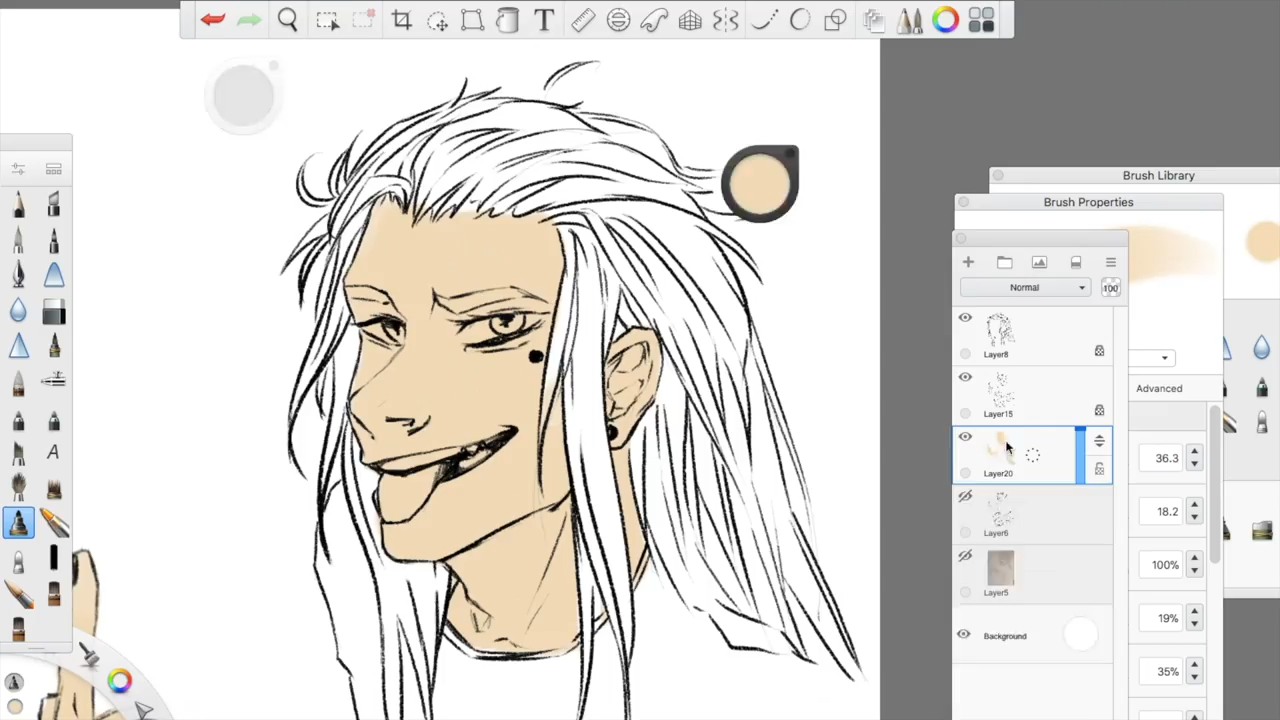 T
Brush Library
Brush Properties
Normal
100
Layer8
Layer15
Advanced
36.3
Layer20
18.2
Layer6
100%
Layer5
19%
Background
35%
A